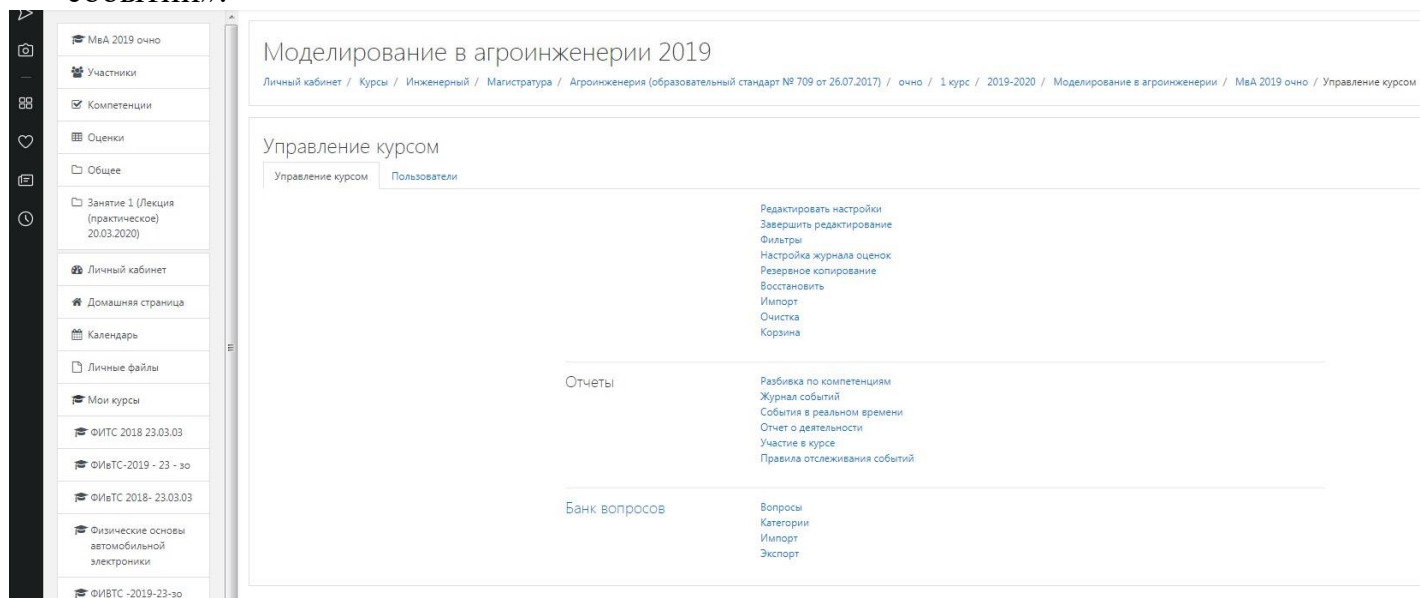 события».
МвА 2019 очно
Участники
Компетенции
Оценки
Общее
Занятие 1 (Лекция
(практическое)
20.03.2020)
Личный кабинет
Домашняя страница
Календарь
Личные файлы
Мои курсы
ФИТС 2018 23.03.03
ФИвТС-2019 - 23 - зо
ФИвТС 2018- 23.03.03
Физические основы
автомобильной
электроники
ФИВТС -2019-23-зо
Моделирование в агроинженерии 2019
Личный кабинет / Курсы / Инженерный / Магистратура / Агроинженерия (образовательный стандарт № 709 от 26.07.2017) / очно / 1 курс / 2019-2020 / Моделирование в агроинженерии / МвА 2019 очно / Управление курсом
Управление курсом
Управление курсом Пользователи
Редактировать настройки
Завершить редактирование
Фильтры
Настройка журнала оценок
Резервное копирование
Восстановить
Импорт
Очистка
Корзина
Отчеты
Разбивка по компетенциям
Журнал событий
События в реальном времени
Отчет о деятельности
Участие в курсе
Правила отслеживания событий
Банк вопросов
Вопросы
Категории
Импорт
Экспорт